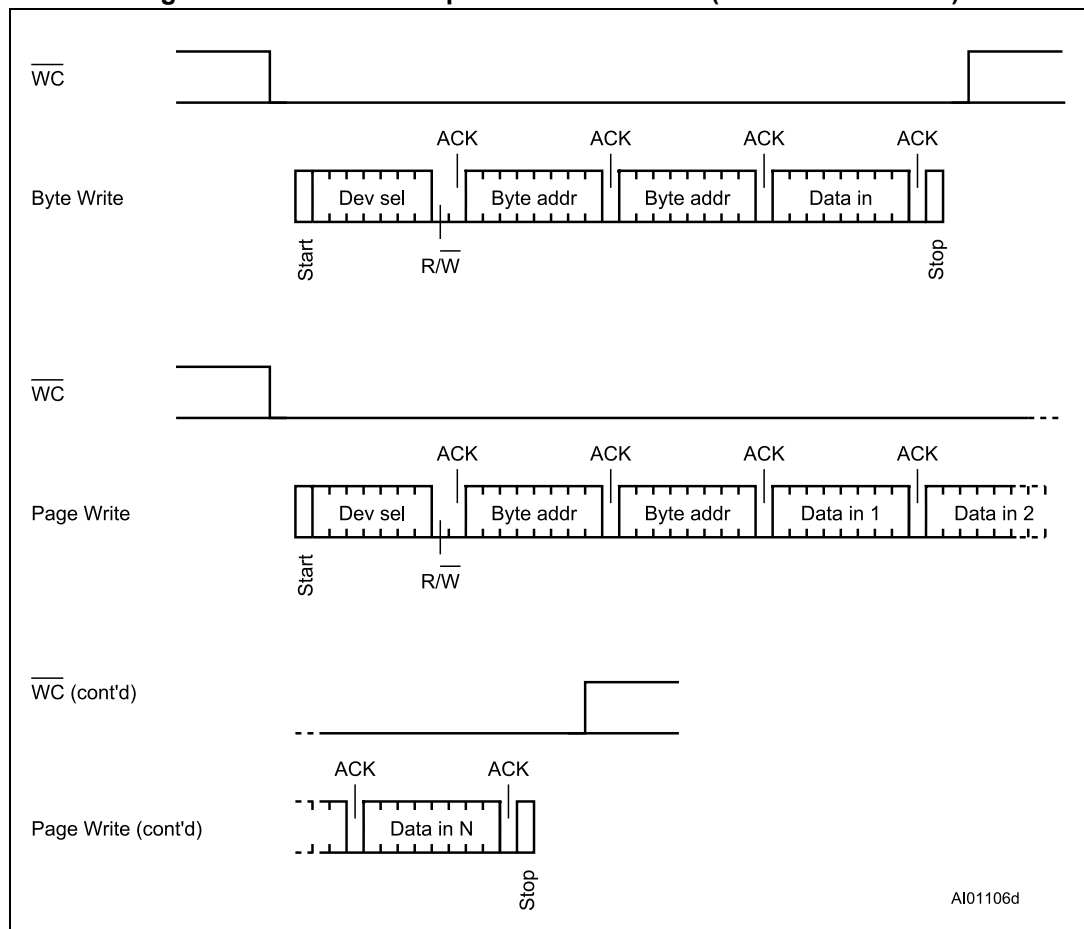 WC
ACK ACK ACK ACK
Byte Write Dev sel Byte addr Byte addr Data in
Start R/W Stop
WC
ACK ACK ACK ACK
Page Write Dev sel Byte addr Byte addr Data in 1 Data in 2
Start R/W
WC (cont'd)
ACK ACK
Page Write (cont'd) Data in N
Stop
AI01106d